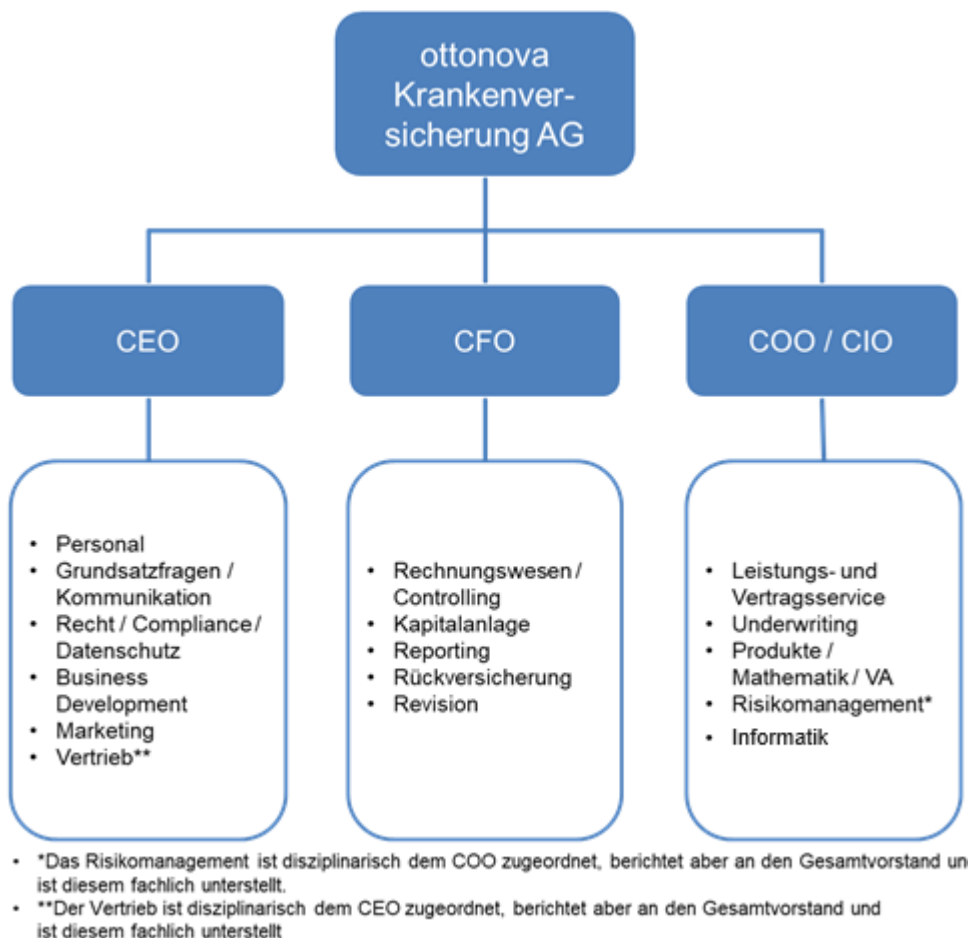 ottonova
Krankenver-
sicherung AG
CEO
CFO
COO / CIO
• Personal
• Grundsatzfragen /
Kommunikation
• Recht / Compliance /
Datenschutz
• Business
Development
• Marketing
• Vertrieb**
• Rechnungswesen /
Controlling
• Kapitalanlage
• Reporting
• Rückversicherung
• Revision
• Leistungs- und
Vertragsservice
• Underwriting
• Produkte /
Mathematik / VA
• Risikomanagement*
• Informatik
• *Das Risikomanagement ist disziplinarisch dem COO zugeordnet, berichtet aber an den Gesamtvorstand un
ist diesem fachlich unterstellt.
• **Der Vertrieb ist disziplinarisch dem CEO zugeordnet, berichtet aber an den Gesamtvorstand und
ist diesem fachlich unterstellt